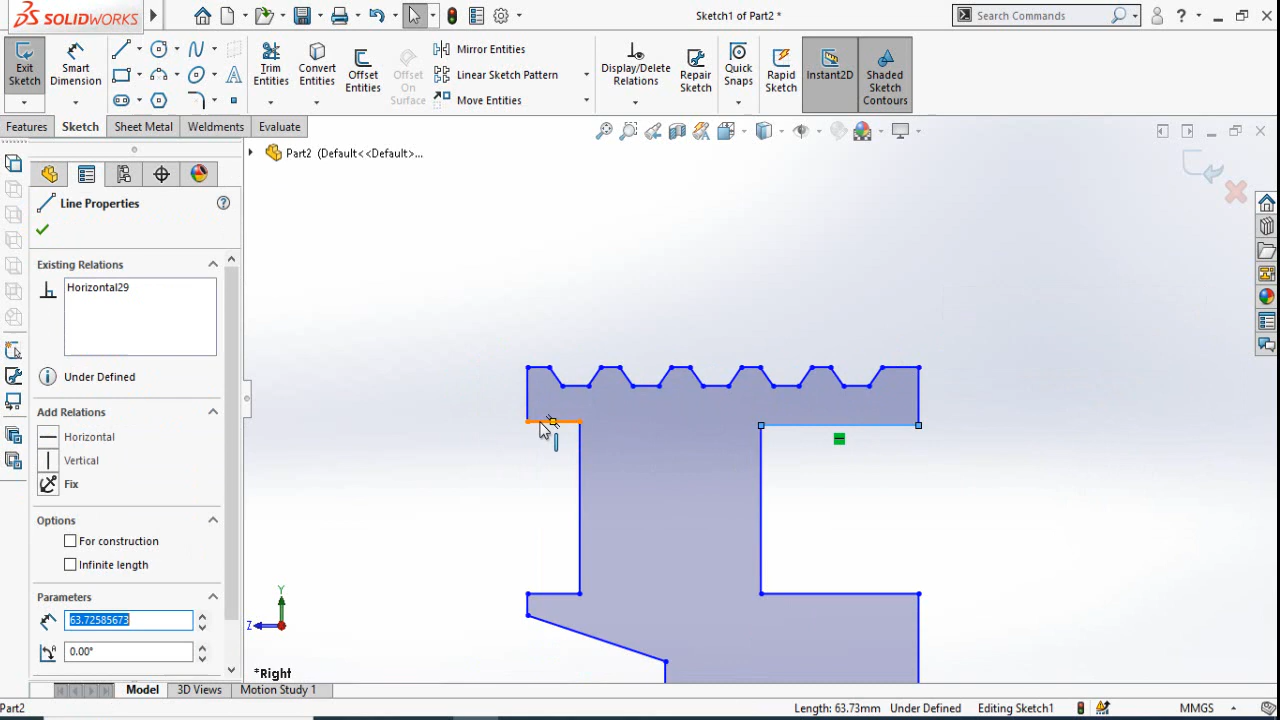 SOLIDWORKS
Sketch1 of Part2 *
Search Commands
Exit Sketch
Smart Dimension
Trim Entities
Convert Entities
Offset Entities
Offset On Surface
Mirror Entities
Linear Sketch Pattern
Move Entities
Display/Delete Relations
Repair Sketch
Quick Snaps
Rapid Sketch
Instant2D
Shaded Sketch Contours
Features
Sketch
Sheet Metal
Weldments
Evaluate
Part2 (Default<<Default>...
Line Properties
Existing Relations
Horizontal29
Under Defined
Add Relations
Horizontal
Vertical
Fix
Options
For construction
Infinite length
Parameters
63.72585673
0.00°
Y
Z
*Right
Model
3D Views
Motion Study 1
Part2
Length: 63.73mm
Under Defined
Editing Sketch1
MMGS